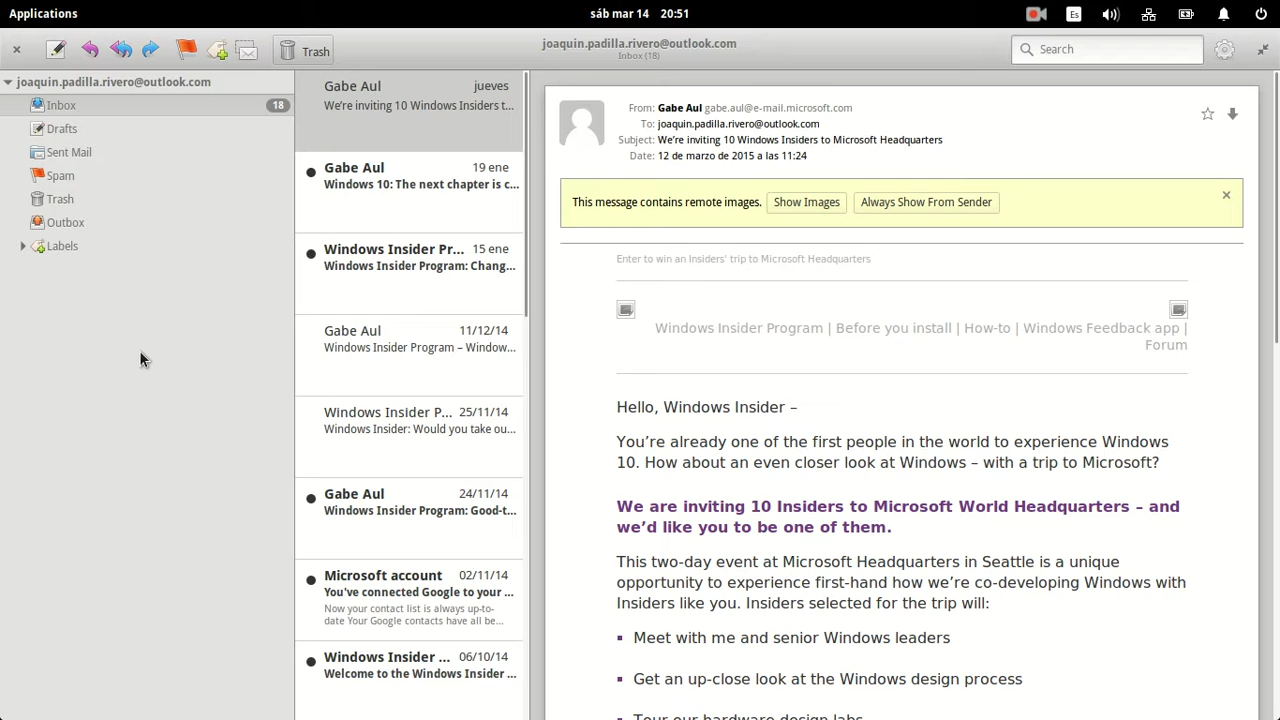 Applications
sáb mar 14 20:51
Es
Trash
joaquin.padilla.rivero@outlook.com
Inbox (18)
Search
joaquin.padilla.rivero@outlook.com
Inbox 18
Drafts
Sent Mail
Spam
Trash
Outbox
Labels
Gabe Aul jueves
We're inviting 10 Windows Insiders t...
Gabe Aul 19 ene
Windows 10: The next chapter is c...
Windows Insider Pr... 15 ene
Windows Insider Program: Chang...
Gabe Aul 11/12/14
Windows Insider Program – Window...
Windows Insider P... 25/11/14
Windows Insider: Would you take ou...
Gabe Aul 24/11/14
Windows Insider Program: Good-t...
Microsoft account 02/11/14
You've connected Google to your ...
Now your contact list is always up-to-
date Your Google contacts have all be...
Windows Insider ... 06/10/14
Welcome to the Windows Insider ...
From: Gabe Aul gabe.aul@e-mail.microsoft.com
To: joaquin.padilla.rivero@outlook.com
Subject: We're inviting 10 Windows Insiders to Microsoft Headquarters
Date: 12 de marzo de 2015 a las 11:24
This message contains remote images. Show Images Always Show From Sender
Enter to win an Insiders' trip to Microsoft Headquarters
Windows Insider Program | Before you install | How-to | Windows Feedback app |
Forum
Hello, Windows Insider –
You're already one of the first people in the world to experience Windows
10. How about an even closer look at Windows – with a trip to Microsoft?
We are inviting 10 Insiders to Microsoft World Headquarters – and
we'd like you to be one of them.
This two-day event at Microsoft Headquarters in Seattle is a unique
opportunity to experience first-hand how we're co-developing Windows with
Insiders like you. Insiders selected for the trip will:
▪ Meet with me and senior Windows leaders
▪ Get an up-close look at the Windows design process
▪ Tour our hardware design labs